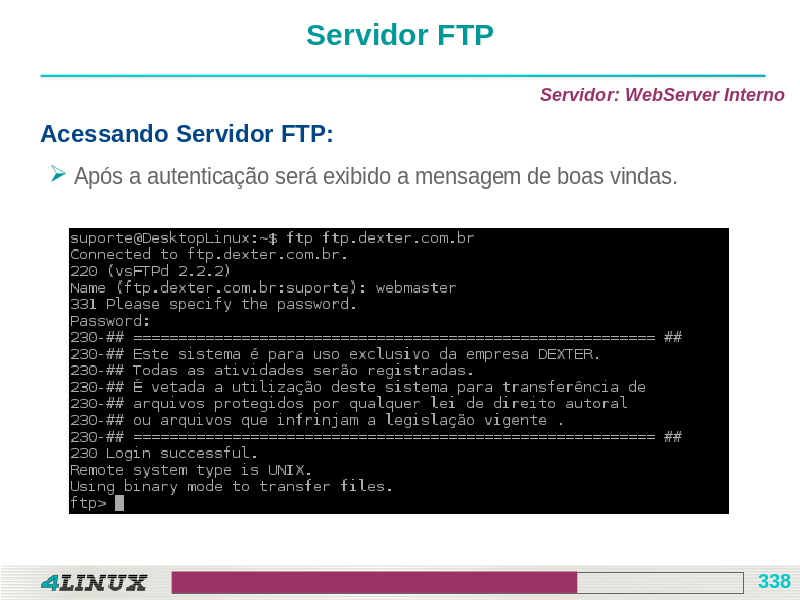 Servidor FTP
Servidor: WebServer Interno
Acessando Servidor FTP:
Após a autenticação será exibido a mensagem de boas vindas.
suporte@DesktopLinux:~$ ftp ftp.dexter.com.br
Connected to ftp.dexter.com.br.
220 (vsFTPd 2.2.2)
Name (ftp.dexter.com.br:suporte): webmaster
331 Please specify the password.
Password:
230-## ========================================================== ##
230-## Este sistema é para uso exclusivo da empresa DEXTER.
230-## Todas as atividades serão registradas.
230-## É vetada a utilização deste sistema para transferência de
230-## arquivos protegidos por qualquer lei de direito autoral
230-## ou arquivos que infrinjam a legislação vigente .
230-## ========================================================== ##
230 Login successful.
Remote system type is UNIX.
Using binary mode to transfer files.
ftp>
4LINUX
338